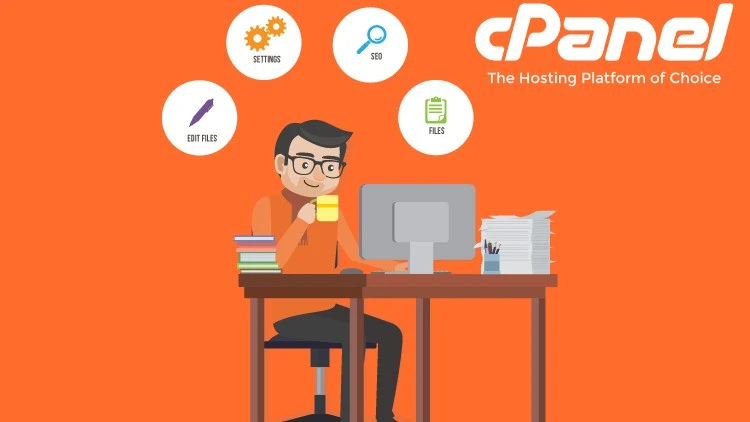 cPanel
The Hosting Platform of Choice
SETTINGS
SEO
EDIT FILES
FILES